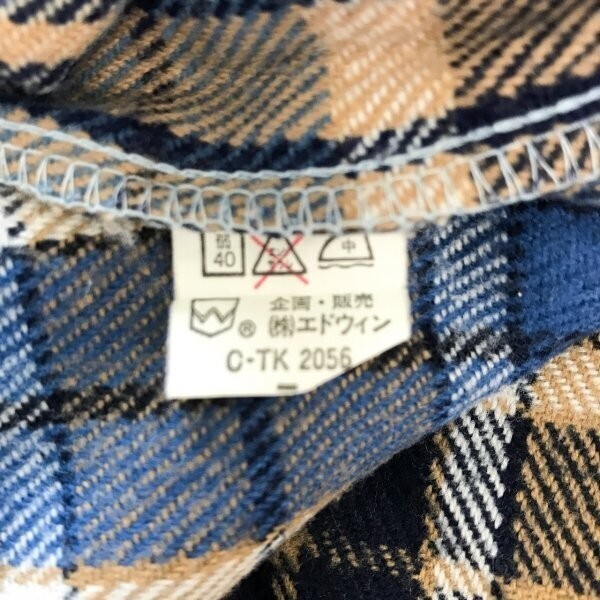 弱 40 中
企画・販売
® ㈱エドウィン
C-TK 2056